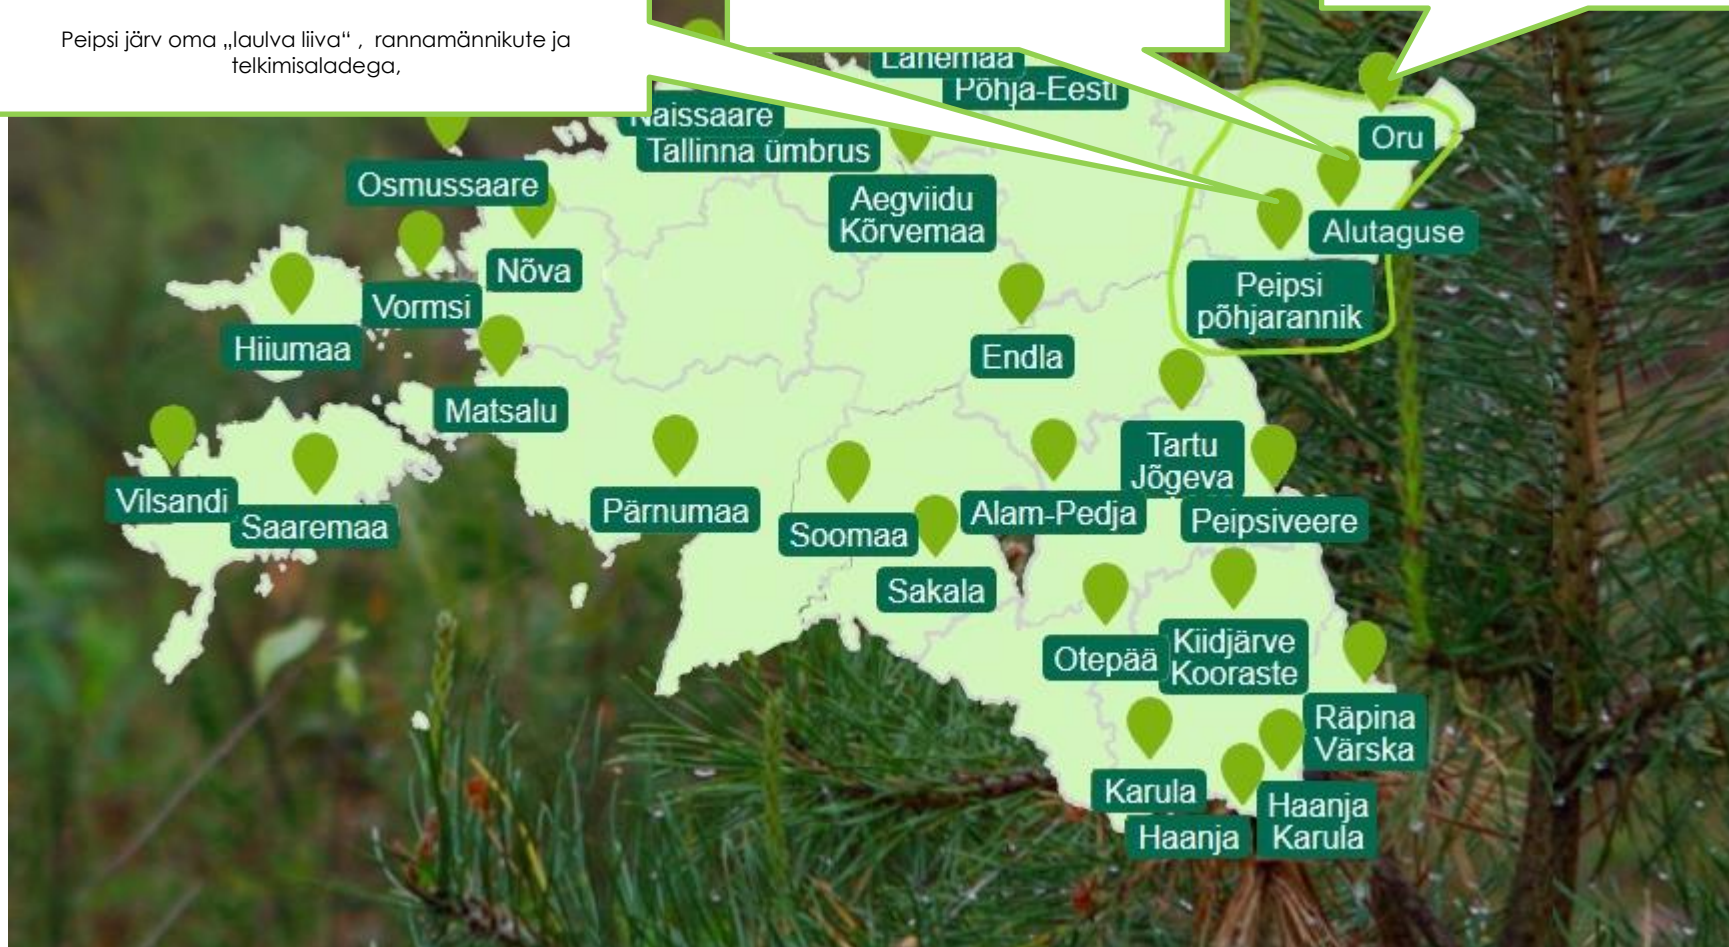 Peipsi järv oma „laulva liiva“ , rannamännikute ja
telkimisaladega,
Lahemaa
Põhja-Eesti
Naissaare
Tallinna ümbrus
Oru
Osmussaare
Aegviidu
Kõrvemaa
Alutaguse
Nõva
Vormsi
Peipsi
põhjarannik
Hiiumaa
Endla
Matsalu
Tartu
Jõgeva
Vilsandi
Saaremaa
Pärnumaa
Soomaa
Alam-Pedja
Peipsiveere
Sakala
Otepää
Kiidjärve
Kooraste
Räpina
Värska
Karula
Haanja
Haanja
Karula